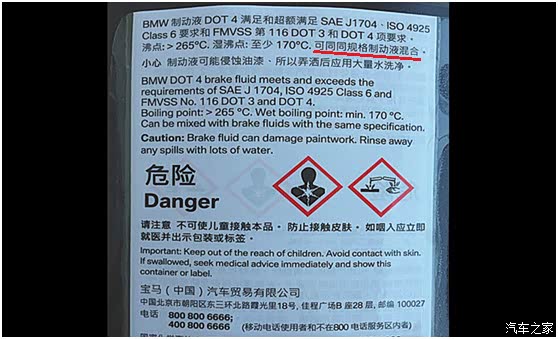 BMW 制动液 DOT 4 满足和超额满足 SAE J1704、ISO 4925
Class 6 要求和 FMVSS 第 116 DOT 3 和 DOT 4 项要求。
沸点: > 265°C. 湿沸点: 至少 170°C. 可同同规格制动液混合。
小心 制动液可能侵蚀油漆、所以弄洒后应用大量水洗净。
BMW DOT 4 brake fluid meets and exceeds the
requirements of SAE J 1704, ISO 4925 Class 6 and
FMVSS No. 116 DOT 3 and DOT 4.
Boiling point: > 265 °C. Wet boiling point: min. 170 °C.
Can be mixed with brake fluids with the same specification.
Caution: Brake fluid can damage paintwork. Rinse away
any spills with lots of water.
危险
Danger
请注意 不可使儿童接触本品。防止接触皮肤。如咽入应立即
就医并出示包装或标签。
Important: Keep out of the reach of children. Avoid contact with skin.
If swallowed, seek medical advice immediately and show this
container or label.
宝马（中国）汽车贸易有限公司
中国北京市朝阳区东三环北路霞光里18号, 佳程广场B 座28 层, 邮编 100027
电话 800 800 6666;
400 800 6666 (移动电话使用者和不在800 电话服务区内者)
汽车之家